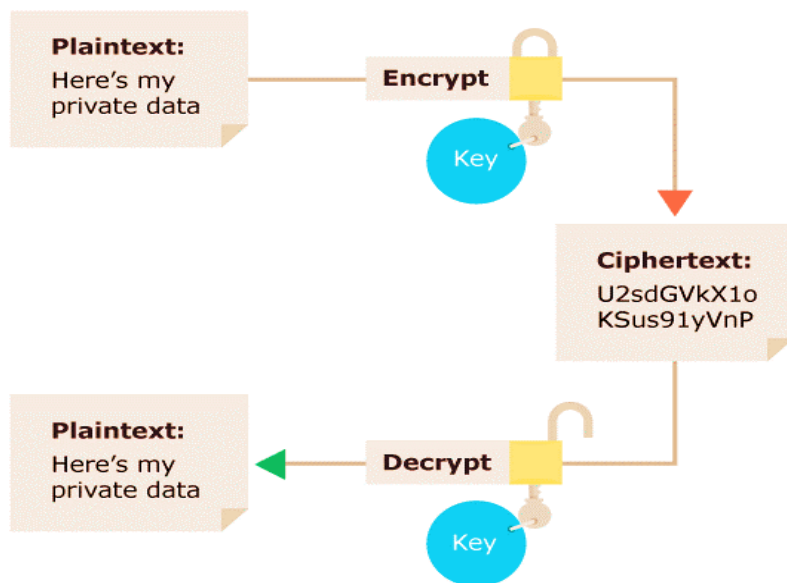 Plaintext:
Here's my
private data
Encrypt
Key
Ciphertext:
U2sdGVkX1o
KSus91yVnP
Plaintext:
Here's my
private data
Decrypt
Key